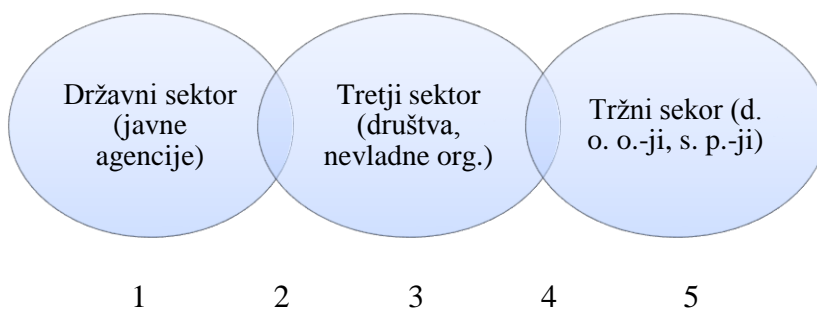 Državni sektor
(javne
agencije)
Tretji sektor
(društva,
nevladne org.)
Tržni sekor (d.
o. o.-ji, s. p.-ji)
1 2 3 4 5